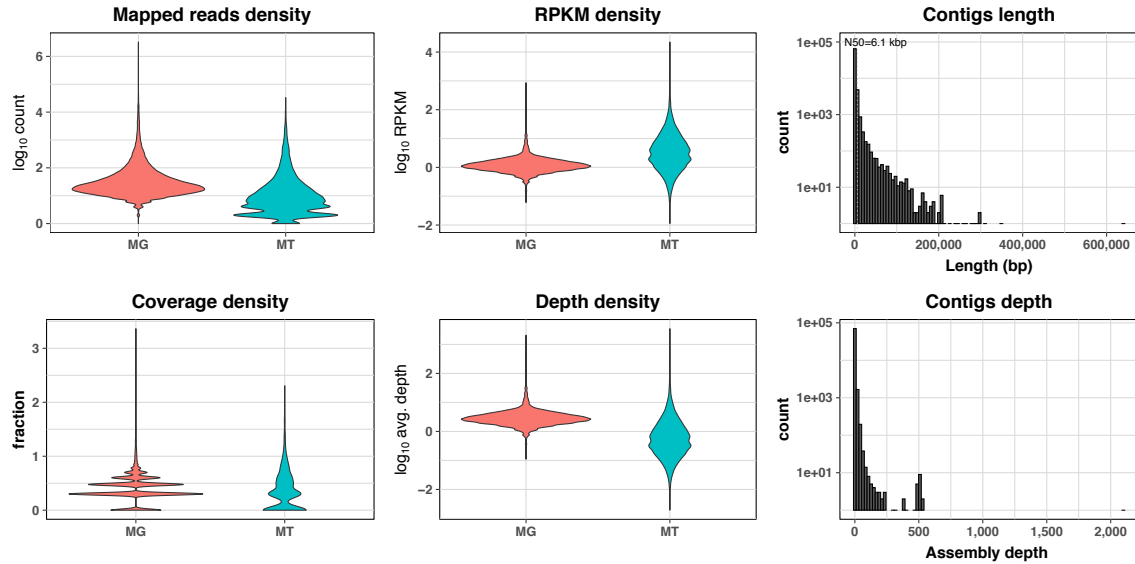 Mapped reads density
log10 count
6
4
2
0
MG
MT
RPKM density
log10 RPKM
4
2
0
−2
MG
MT
Contigs length
N50=6.1 kbp
count
1e+05
1e+03
1e+01
0
200,000
400,000
600,000
Length (bp)
Coverage density
fraction
3
2
1
0
MG
MT
Depth density
log10 avg. depth
2
0
−2
MG
MT
Contigs depth
count
1e+05
1e+03
1e+01
0
500
1,000
1,500
2,000
Assembly depth